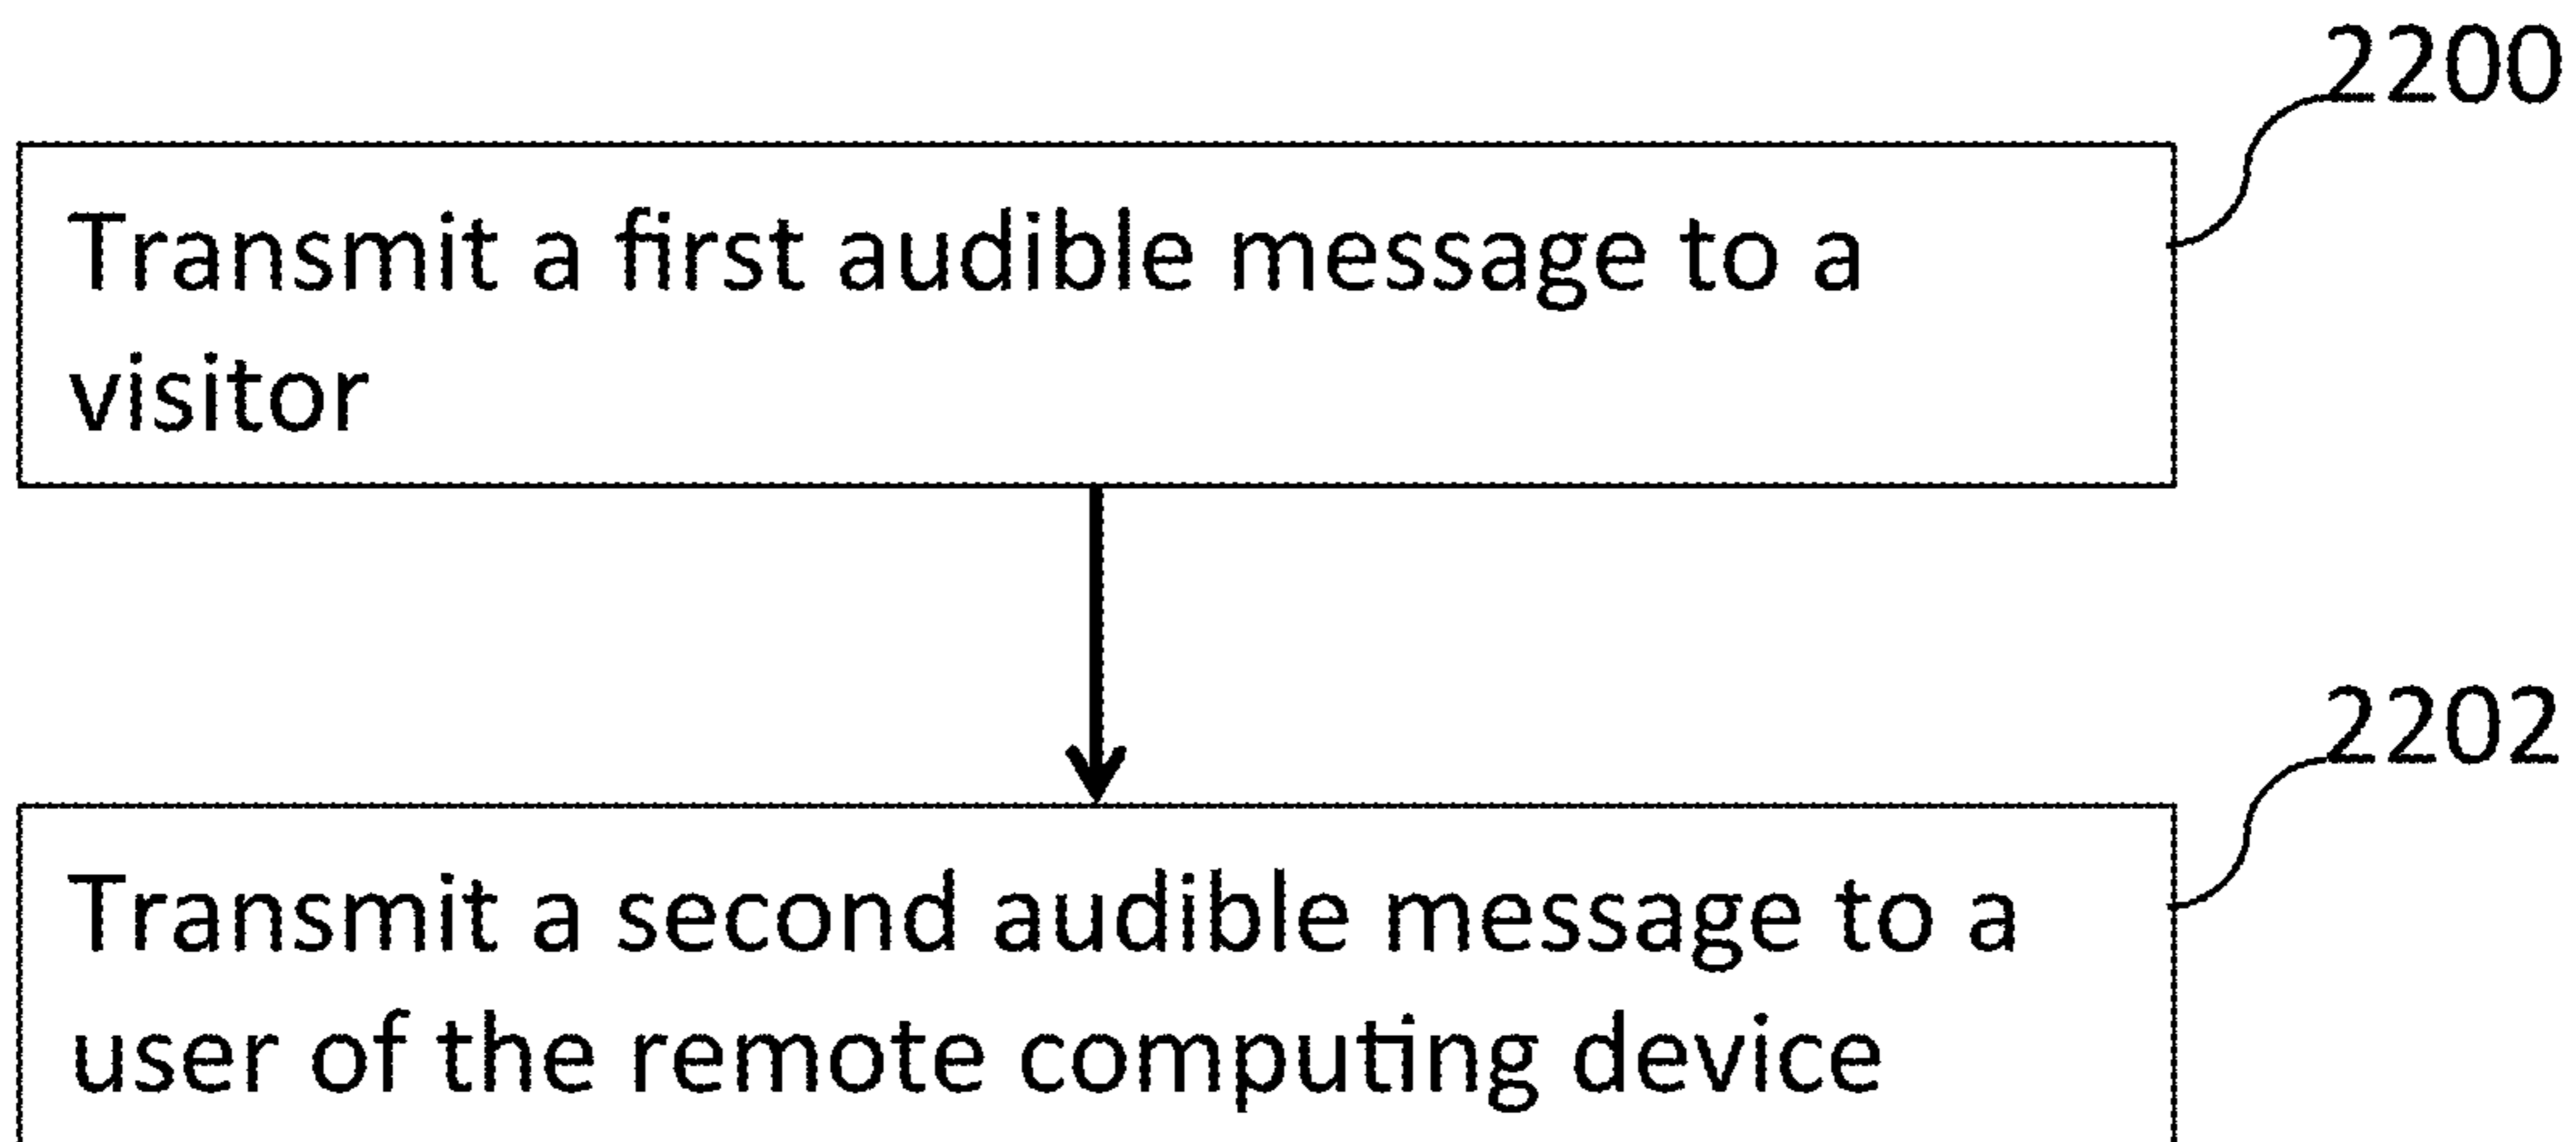 2200
Transmit a first audible message to a
visitor
2202
Transmit a second audible message to a
user of the remote computing device